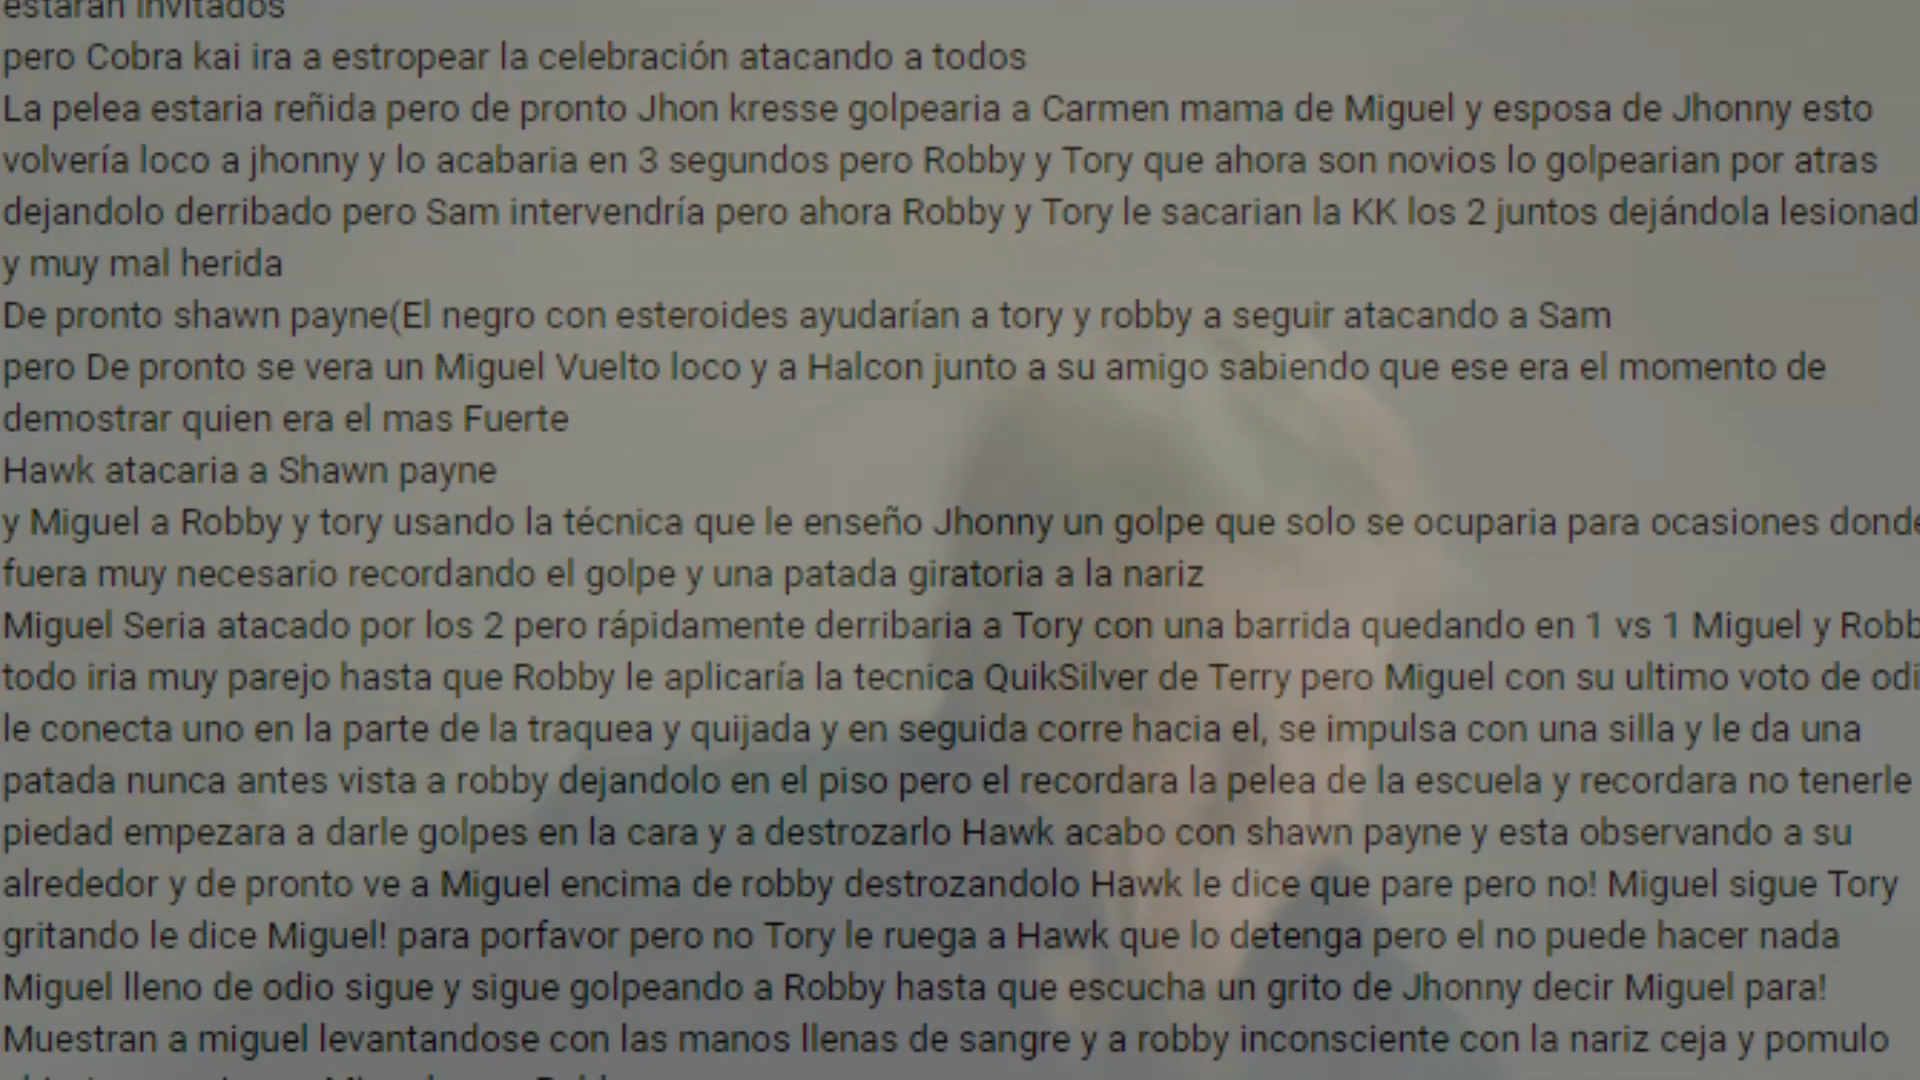 estaran invitados
pero Cobra kai ira a estropear la celebración atacando a todos
La pelea estaria reñida pero de pronto Jhon kresse golpearia a Carmen mama de Miguel y esposa de Jhonny esto
volvería loco a jhonny y lo acabaria en 3 segundos pero Robby y Tory que ahora son novios lo golpearian por atras
dejandolo derribado pero Sam intervendría pero ahora Robby y Tory le sacarian la KK los 2 juntos dejándola lesionad
y muy mal herida
De pronto shawn payne(El negro con esteroides ayudarían a tory y robby a seguir atacando a Sam
pero De pronto se vera un Miguel Vuelto loco y a Halcon junto a su amigo sabiendo que ese era el momento de
demostrar quien era el mas Fuerte
Hawk atacaria a Shawn payne
y Miguel a Robby y tory usando la técnica que le enseño Jhonny un golpe que solo se ocuparia para ocasiones donde
fuera muy necesario recordando el golpe y una patada giratoria a la nariz
Miguel Seria atacado por los 2 pero rápidamente derribaria a Tory con una barrida quedando en 1 vs 1 Miguel y Robb
todo iria muy parejo hasta que Robby le aplicaría la tecnica QuikSilver de Terry pero Miguel con su ultimo voto de odi
le conecta uno en la parte de la traquea y quijada y en seguida corre hacia el, se impulsa con una silla y le da una
patada nunca antes vista a robby dejandolo en el piso pero el recordara la pelea de la escuela y recordara no tenerle
piedad empezara a darle golpes en la cara y a destrozarlo Hawk acabo con shawn payne y esta observando a su
alrededor y de pronto ve a Miguel encima de robby destrozandolo Hawk le dice que pare pero no! Miguel sigue Tory
gritando le dice Miguel! para porfavor pero no Tory le ruega a Hawk que lo detenga pero el no puede hacer nada
Miguel lleno de odio sigue y sigue golpeando a Robby hasta que escucha un grito de Jhonny decir Miguel para!
Muestran a miguel levantandose con las manos llenas de sangre y a robby inconsciente con la nariz ceja y pomulo